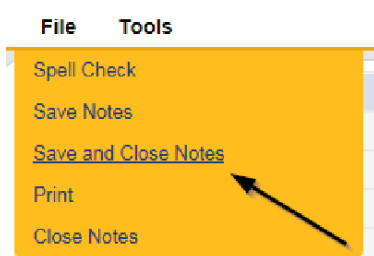 File Tools
Spell Check
Save Notes
Save and Close Notes
Print
Close Notes